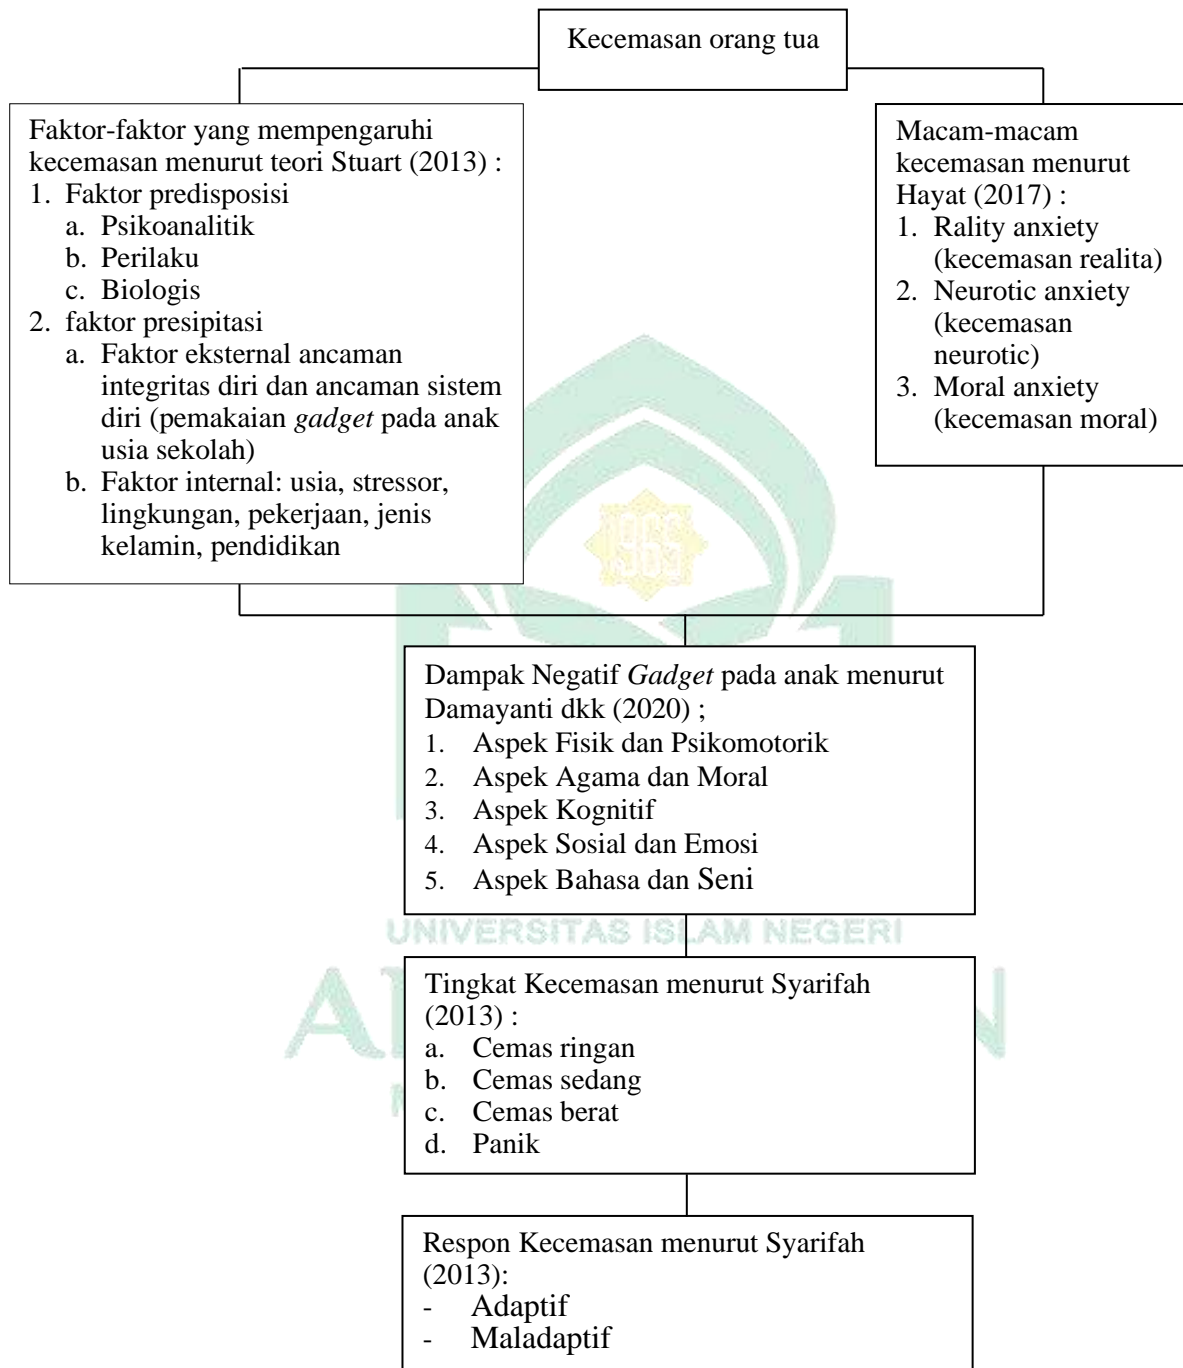 Kecemasan orang tua
Faktor-faktor yang mempengaruhi
kecemasan menurut teori Stuart (2013) :
1. Faktor predisposisi
a. Psikoanalitik
b. Perilaku
c. Biologis
2. faktor presipitasi
a. Faktor eksternal ancaman
integritas diri dan ancaman sistem
diri (pemakaian gadget pada anak
usia sekolah)
b. Faktor internal: usia, stressor,
lingkungan, pekerjaan, jenis
kelamin, pendidikan
Macam-macam
kecemasan menurut
Hayat (2017) :
1. Rality anxiety
(kecemasan realita)
2. Neurotic anxiety
(kecemasan
neurotic)
3. Moral anxiety
(kecemasan moral)
Dampak Negatif Gadget pada anak menurut
Damayanti dkk (2020) ;
1. Aspek Fisik dan Psikomotorik
2. Aspek Agama dan Moral
3. Aspek Kognitif
4. Aspek Sosial dan Emosi
5. Aspek Bahasa dan Seni
UNIVERSITAS ISLAM NEGERI
Tingkat Kecemasan menurut Syarifah
(2013) :
a. Cemas ringan
b. Cemas sedang
c. Cemas berat
d. Panik
Respon Kecemasan menurut Syarifah
(2013):
- Adaptif
- Maladaptif